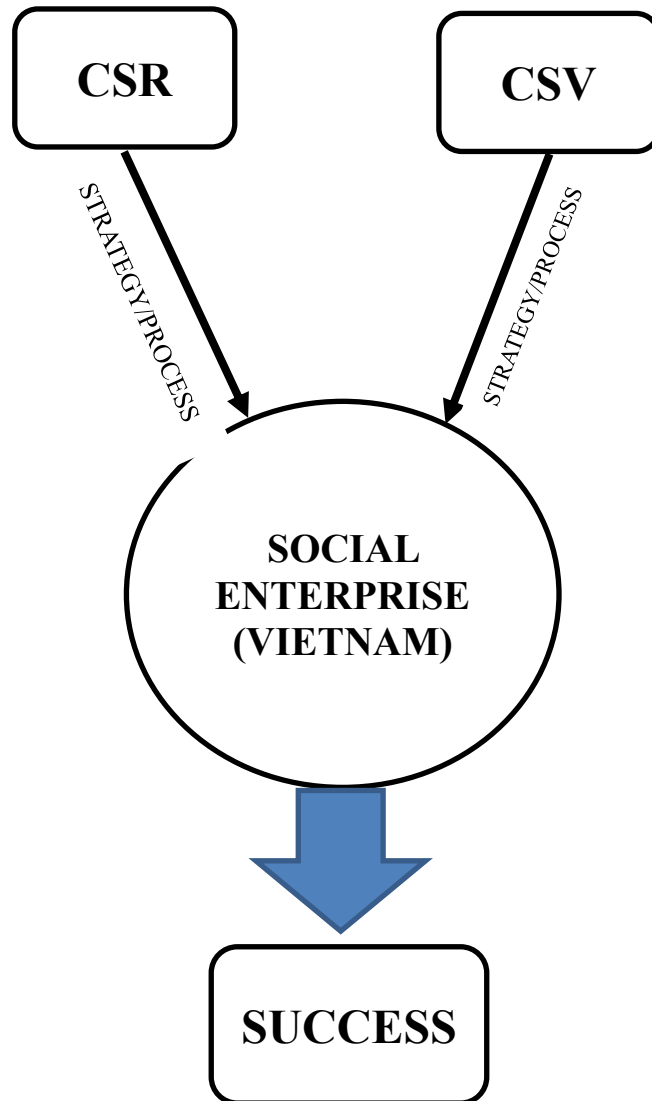 CSR
CSV
STRATEGY/PROCESS
STRATEGY/PROCESS
SOCIAL
ENTERPRISE
(VIETNAM)
SUCCESS